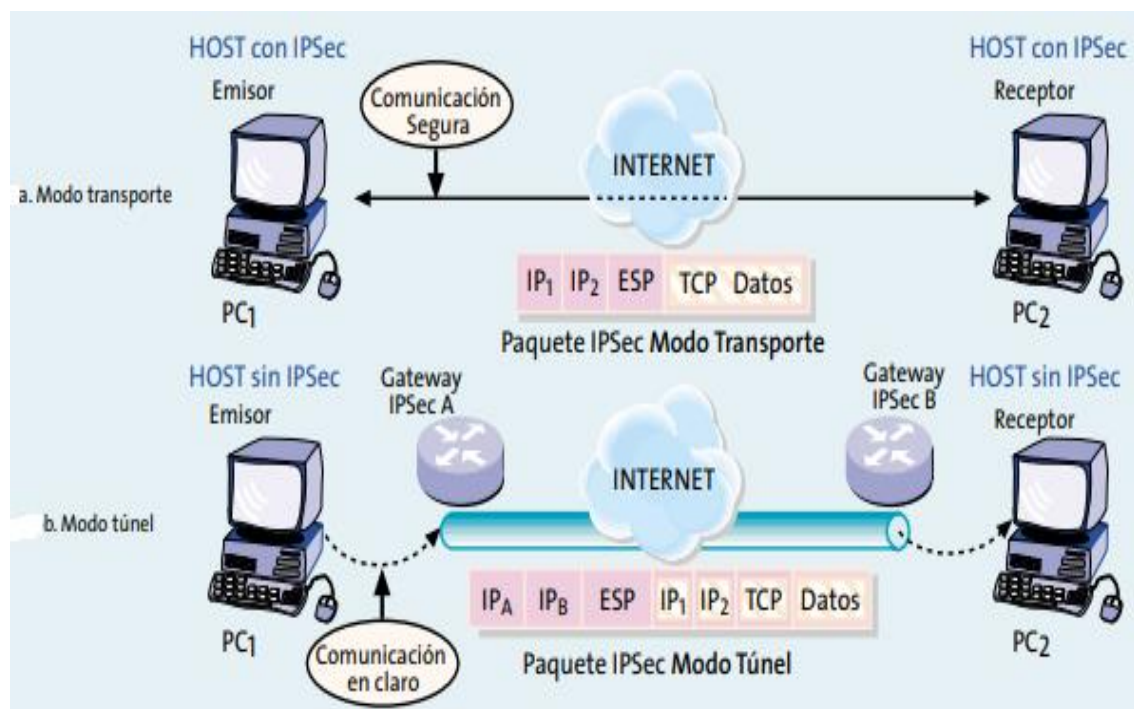 HOST con IPSec
Emisor
Comunicación
Segura
HOST con IPSec
Receptor
INTERNET
a. Modo transporte
IP1 IP2 ESP TCP Datos
PC1
PC2
Paquete IPSec Modo Transporte
HOST sin IPSec
Emisor
Gateway
IPSec A
Gateway
IPSec B
HOST sin IPSec
Receptor
INTERNET
b. Modo túnel
IPA IPB ESP IP1 IP2 TCP Datos
PC1
PC2
Comunicación
en claro
Paquete IPSec Modo Túnel